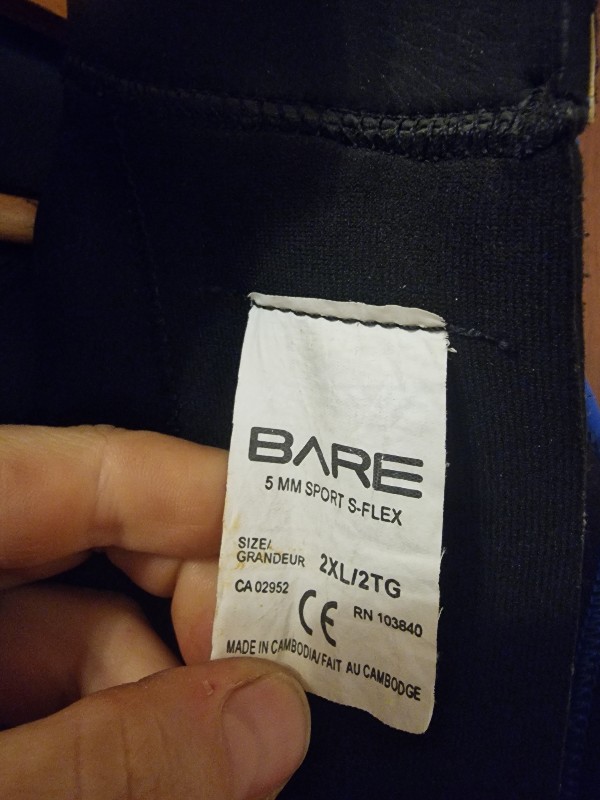 BARE
5 MM SPORT S-FLEX
SIZE/
GRANDEUR 2XL/2TG
CA 02952 CE RN 103840
MADE IN CAMBODIA/FAIT AU CAMBODGE